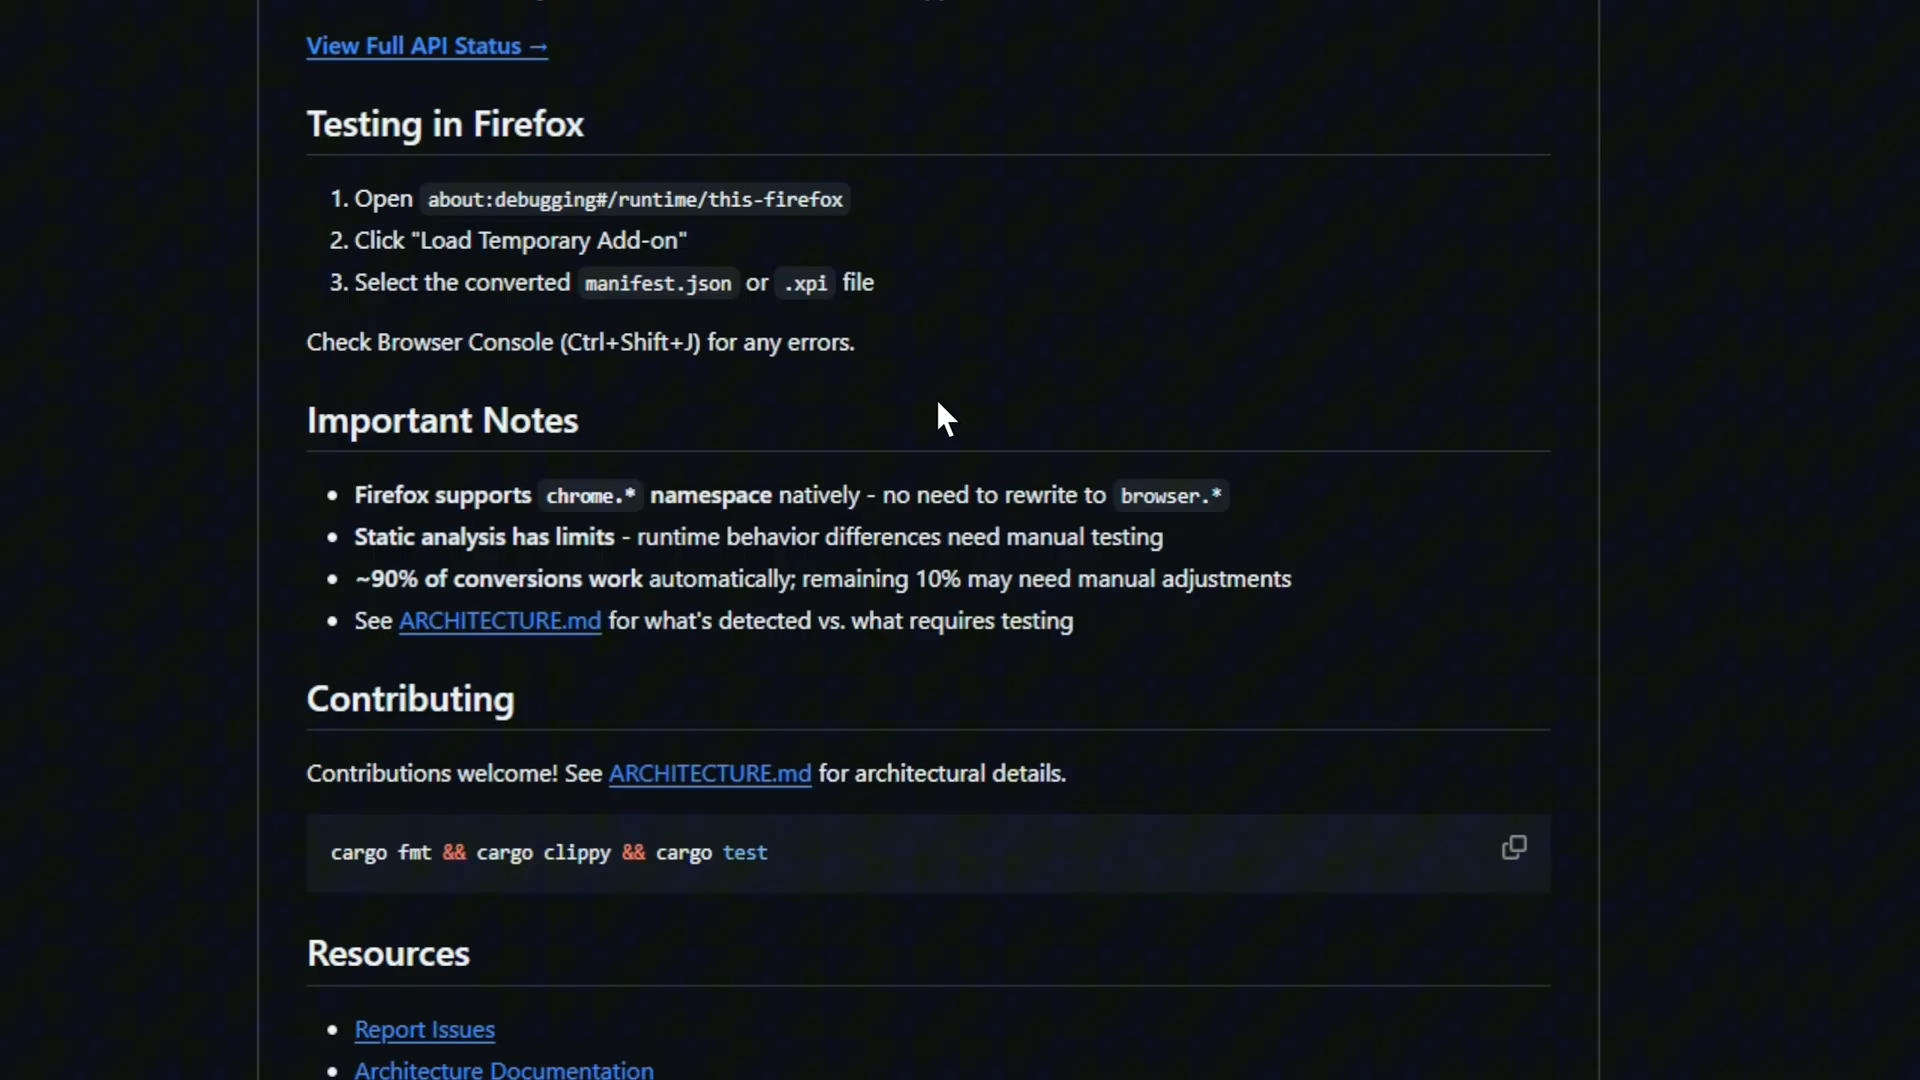 View Full API Status →
Testing in Firefox
1. Open about:debugging#/runtime/this-firefox
2. Click "Load Temporary Add-on"
3. Select the converted manifest.json or .xpi file
Check Browser Console (Ctrl+Shift+J) for any errors.
Important Notes
• Firefox supports chrome.* namespace natively - no need to rewrite to browser.*
• Static analysis has limits - runtime behavior differences need manual testing
• ~90% of conversions work automatically; remaining 10% may need manual adjustments
• See ARCHITECTURE.md for what's detected vs. what requires testing
Contributing
Contributions welcome! See ARCHITECTURE.md for architectural details.
cargo fmt && cargo clippy && cargo test
Resources
• Report Issues
• Architecture Documentation